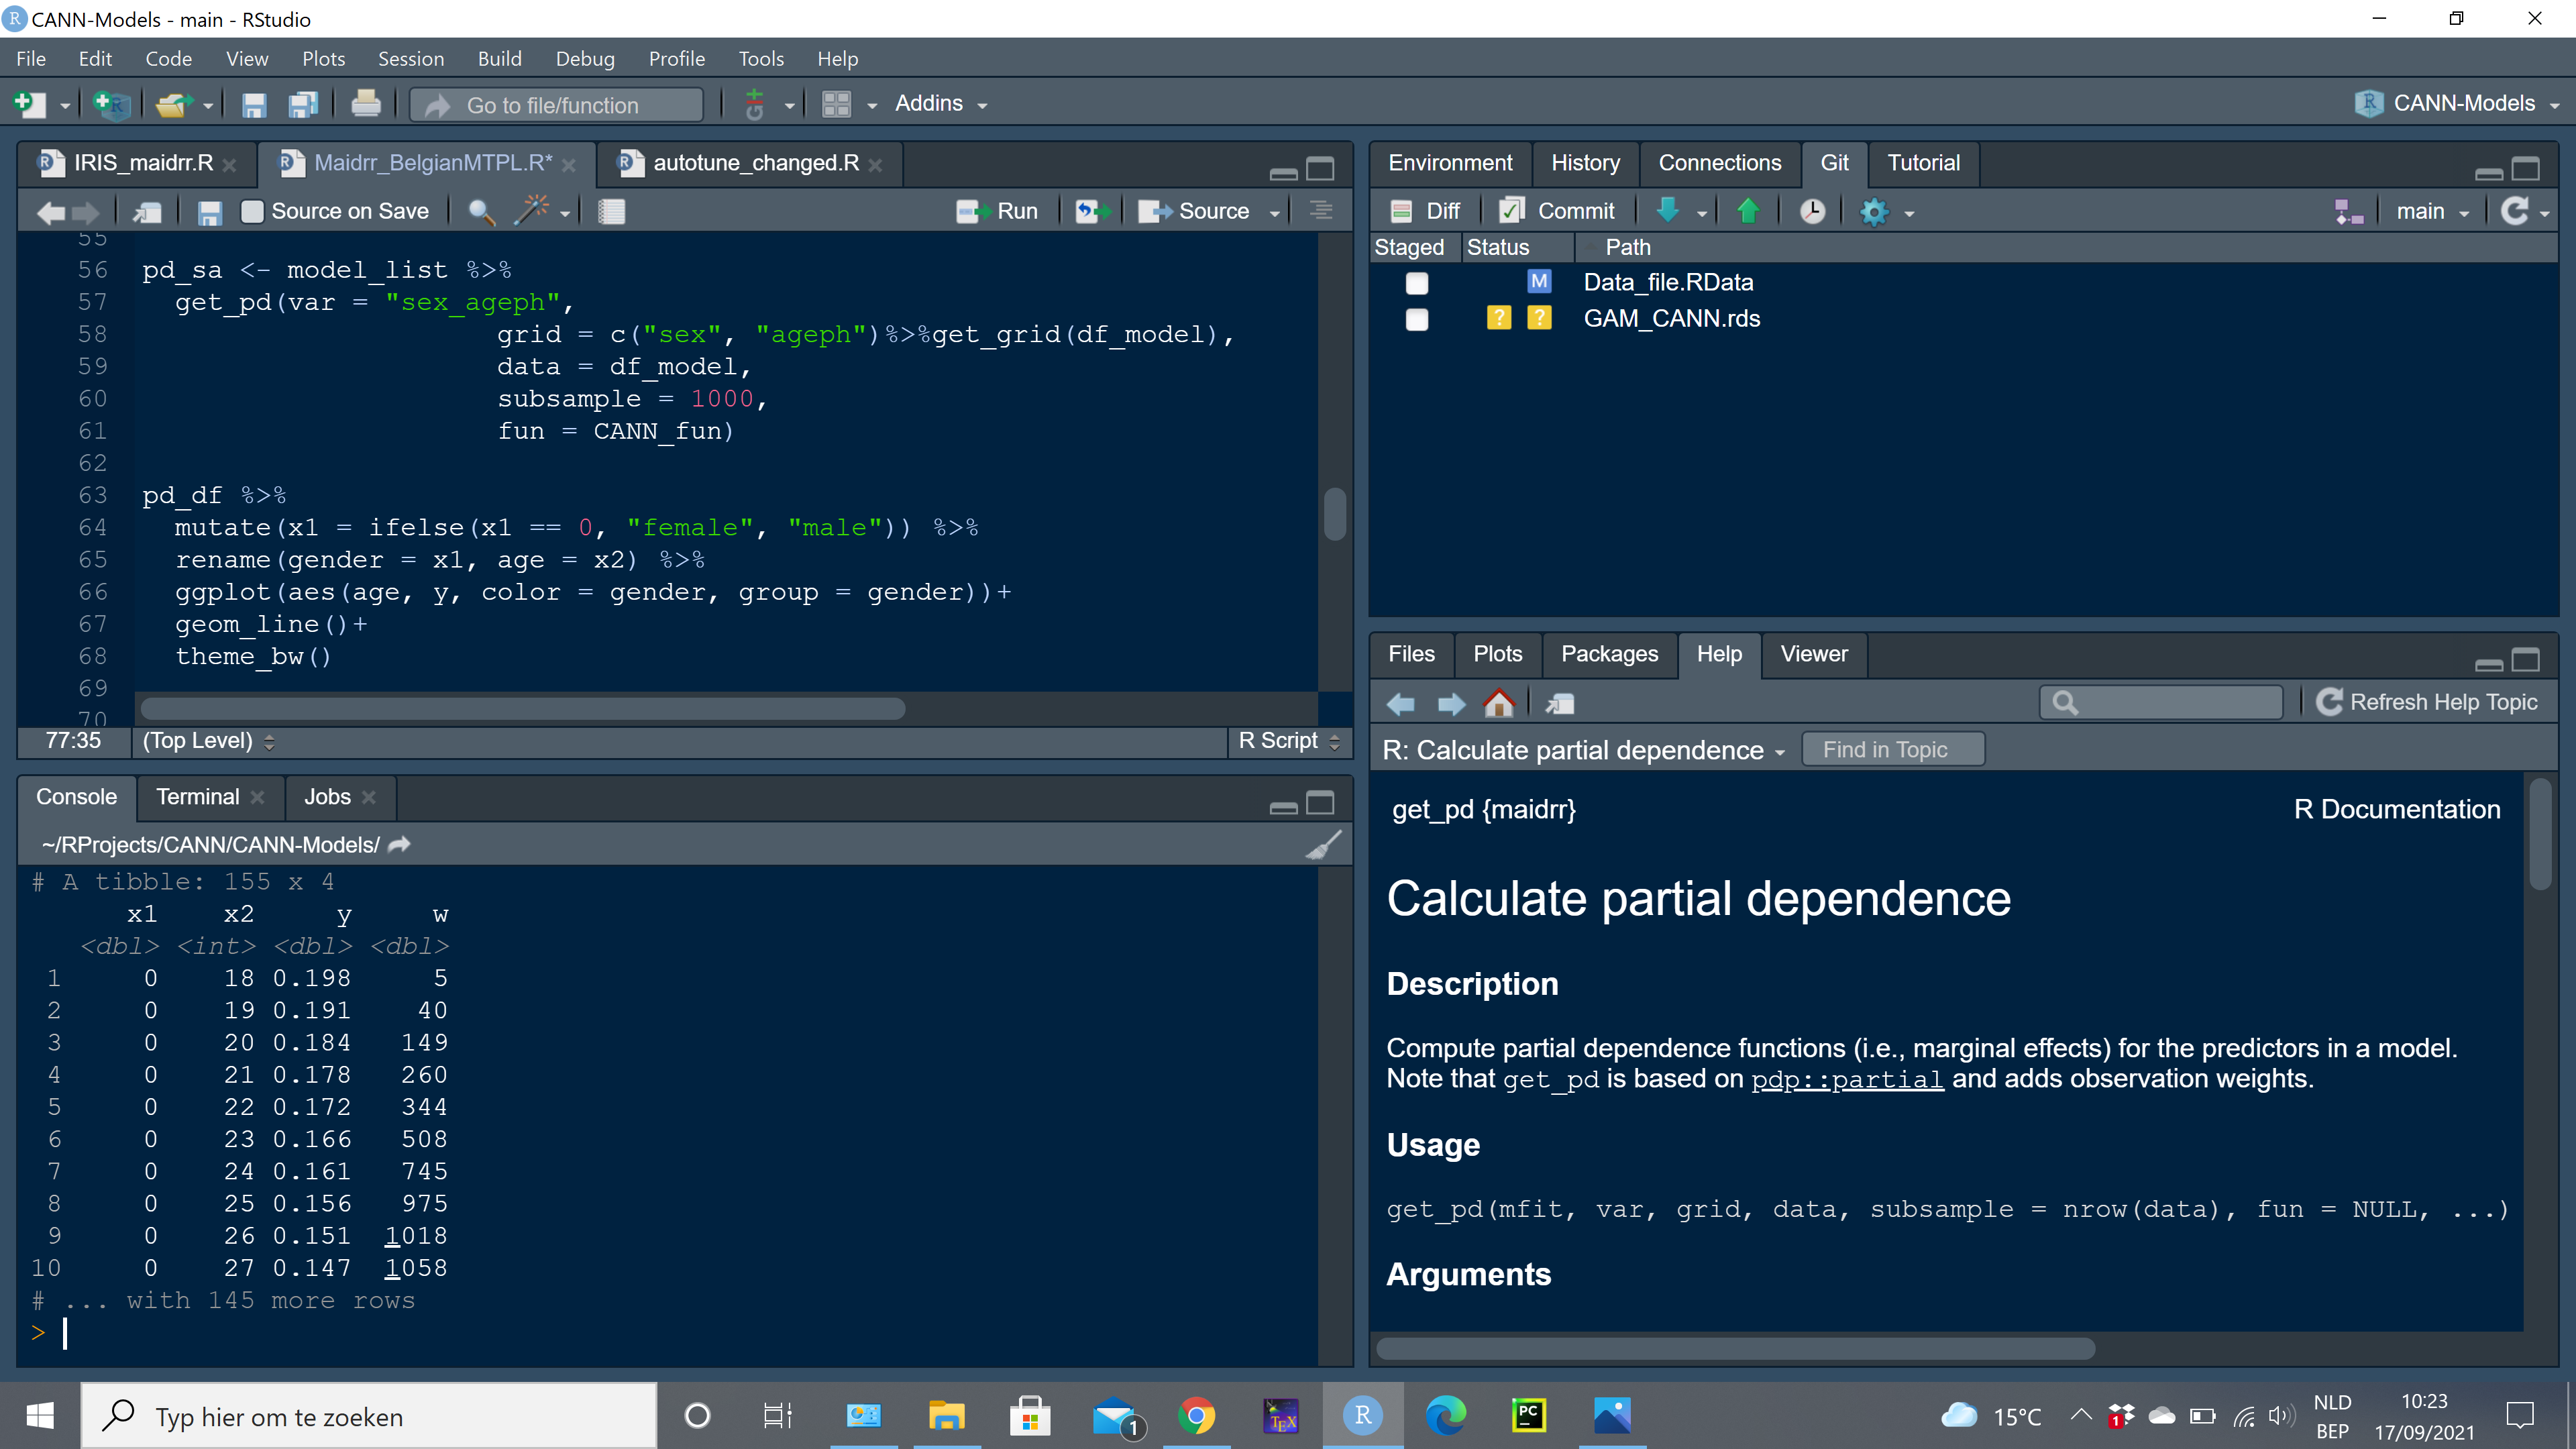 CANN-Models - main - RStudio
File Edit Code View Plots Session Build Debug Profile Tools Help
Go to file/function Addins CANN-Models
IRIS_maidrr.R Maidrr_BelgianMTPL.R* autotune_changed.R
Source on Save Run Source
55
56 pd_sa <- model_list %>%
57 get_pd(var = "sex_ageph",
58 grid = c("sex", "ageph")%>%get_grid(df_model),
59 data = df_model,
60 subsample = 1000,
61 fun = CANN_fun)
62
63 pd_df %>%
64 mutate(x1 = ifelse(x1 == 0, "female", "male")) %>%
65 rename(gender = x1, age = x2) %>%
66 ggplot(aes(age, y, color = gender, group = gender))+
67 geom_line()+
68 theme_bw()
69
70
77:35 (Top Level) R Script
Console Terminal Jobs
~/RProjects/CANN/CANN-Models/
# A tibble: 155 x 4
x1 x2 y w
<dbl> <int> <dbl> <dbl>
1 0 18 0.198 5
2 0 19 0.191 40
3 0 20 0.184 149
4 0 21 0.178 260
5 0 22 0.172 344
6 0 23 0.166 508
7 0 24 0.161 745
8 0 25 0.156 975
9 0 26 0.151 1018
10 0 27 0.147 1058
# ... with 145 more rows
>
Environment History Connections Git Tutorial
Diff Commit main
Staged Status Path
M Data_file.RData
? ? GAM_CANN.rds
Files Plots Packages Help Viewer
Refresh Help Topic
R: Calculate partial dependence Find in Topic
get_pd {maidrr} R Documentation
Calculate partial dependence
Description
Compute partial dependence functions (i.e., marginal effects) for the predictors in a model.
Note that get_pd is based on pdp::partial and adds observation weights.
Usage
get_pd(mfit, var, grid, data, subsample = nrow(data), fun = NULL, ...)
Arguments
Typ hier om te zoeken
1
TEX
R
PC
15°C
1
NLD
BEP
10:23
17/09/2021